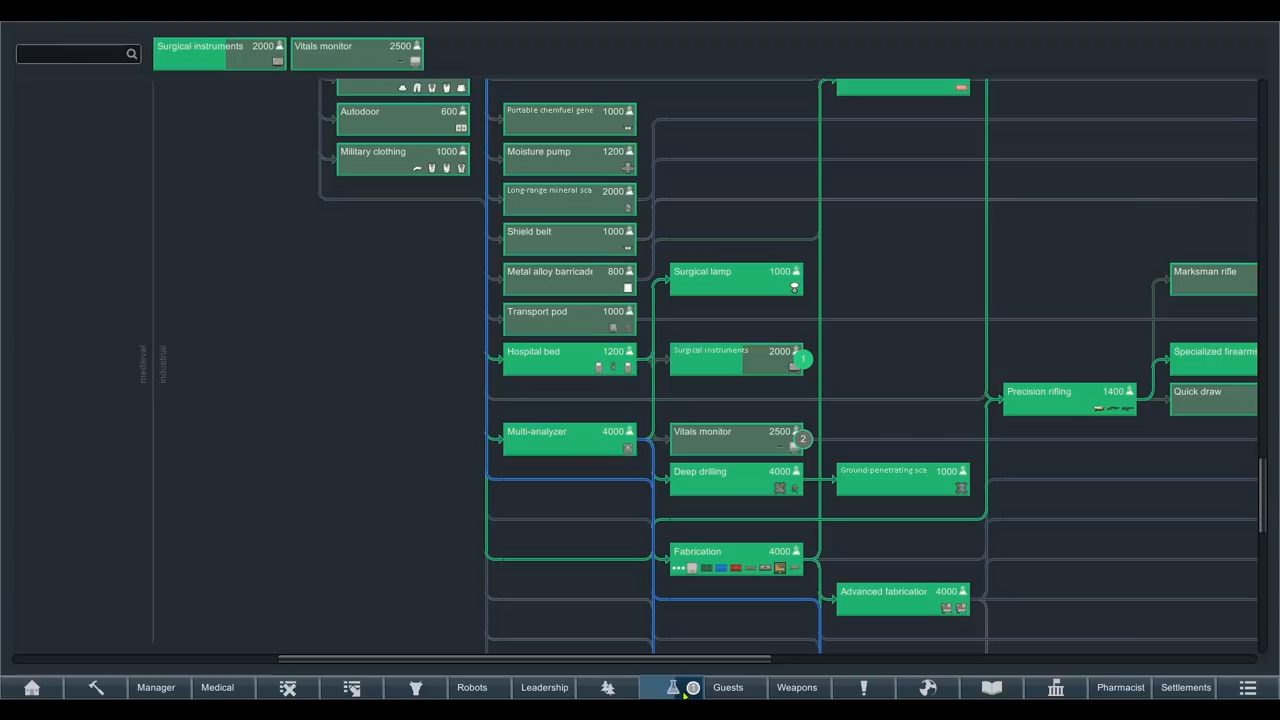 Surgical instruments 2000
Vitals monitor 2500
Autodoor 600
Military clothing 1000
Portable chemfuel gene 1000
Moisture pump 1200
Long-range mineral sca 2000
Shield belt 1000
Metal alloy barricade 800
Transport pod 1000
Hospital bed 1200
Multi-analyzer 4000
Surgical lamp 1000
Surgical instruments 2000 1
Vitals monitor 2500 2
Deep drilling 4000
Ground-penetrating sca 1000
Fabrication 4000
Advanced fabrication 4000
Precision rifling 1400
Marksman rifle
Specialized firearms
Quick draw
medieval
industrial
Manager Medical Robots Leadership 1 Guests Weapons Pharmacist Settlements